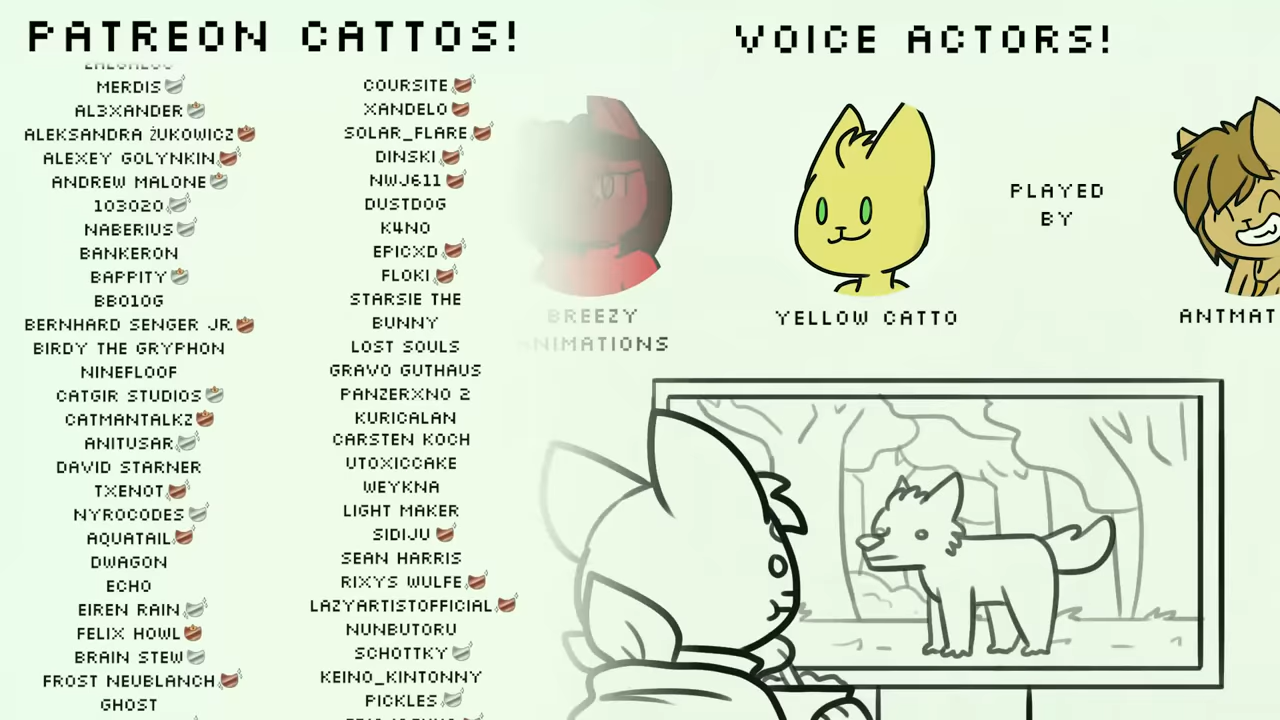 PATREON CATTOS!
MERDIS
AL3XANDER
ALEKSANDRA ŻUKOWICZ
ALEXEY GOLYNKIN
ANDREW MALONE
103020
NABERIUS
BANKERON
BAPPITY
BB010G
BERNHARD SENGER JR.
BIRDY THE GRYPHON
NINEFLOOF
CATGIR STUDIOS
CATMANTALKZ
ANITUSAR
DAVID STARNER
TXENOT
NYROCODES
AQUATAIL
DWAGON
ECHO
EIREN RAIN
FELIX HOWL
BRAIN STEW
FROST NEUBLANCH
GHOST
COURSITE
XANDELO
SOLAR_FLARE
DINSKI
NWJ611
DUSTDOG
K4NO
EPICXD
FLOKI
STARSIE THE
BUNNY
LOST SOULS
GRAVO GUTHAUS
PANZERXNO 2
KURICALAN
CARSTEN KOCH
UTOXICCAKE
WEYKNA
LIGHT MAKER
SIDIJU
SEAN HARRIS
RIXYS WULFE
LAZYARTISTOFFICIAL
NUNBUTORU
SCHOTTKY
KEINO_KINTONNY
PICKLES
VOICE ACTORS!
BREEZY
ANIMATIONS
YELLOW CATTO
PLAYED
BY
ANTMAT